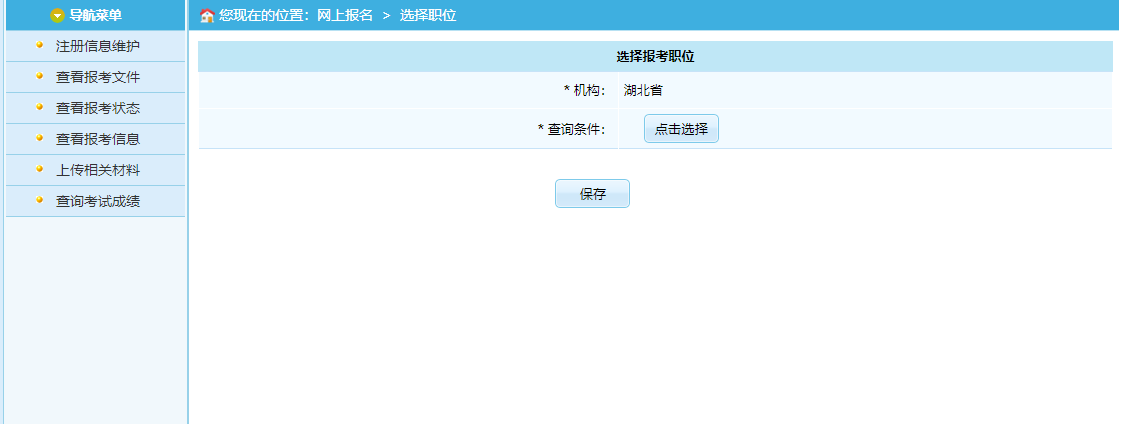 导航菜单
注册信息维护
查看报考文件
查看报考状态
查看报考信息
上传相关材料
查询考试成绩
您现在的位置：网上报名 > 选择职位
选择报考职位
* 机构： 湖北省
* 查询条件： 点击选择
保存